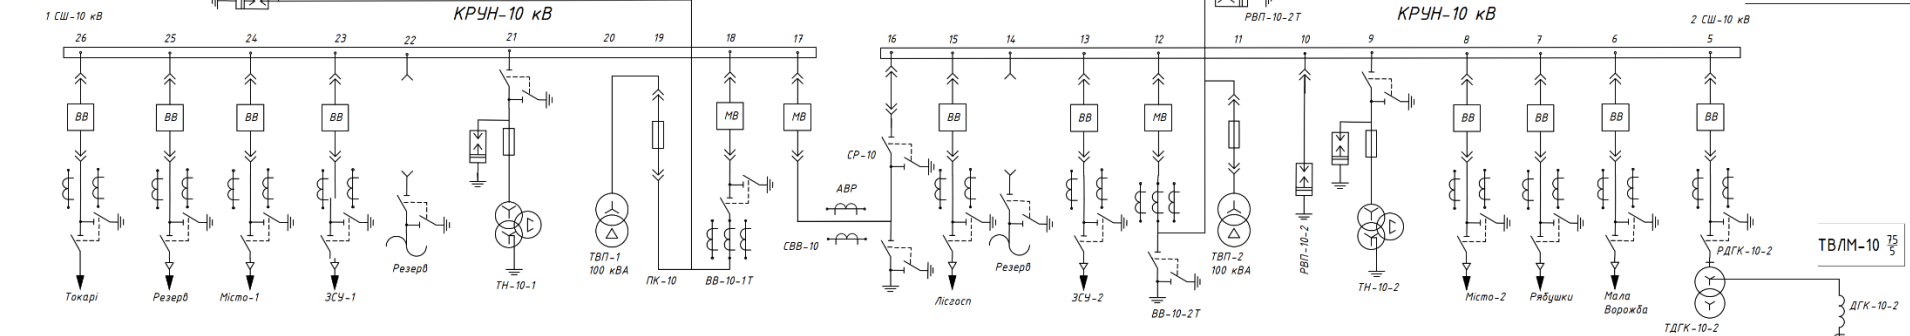 1 СШ-10 кВ
КРУН-10 кВ
РВП-10-2Т
КРУН-10 кВ
2 СШ-10 кВ
26 25 24 23 22 21 20 19 18 17 16 15 14 13 12 11 10 9 8 7 6 5
ВВ ВВ ВВ ВВ МВ МВ ВВ ВВ МВ ВВ ВВ ВВ ВВ
СР-10
АВР
СВВ-10
РВП-10-2
РДГК-10-2
ТВЛМ-10 75/5
Токарі
Резерв
Місто-1
ЗСУ-1
Резерв
ТН-10-1
ТВП-1
100 кВА
ПК-10
ВВ-10-1Т
Лісгосп
Резерв
ЗСУ-2
ВВ-10-2Т
ТВП-2
100 кВА
ТН-10-2
Місто-2
Рябушки
Мала
Ворожба
ТДГК-10-2
ДГК-10-2